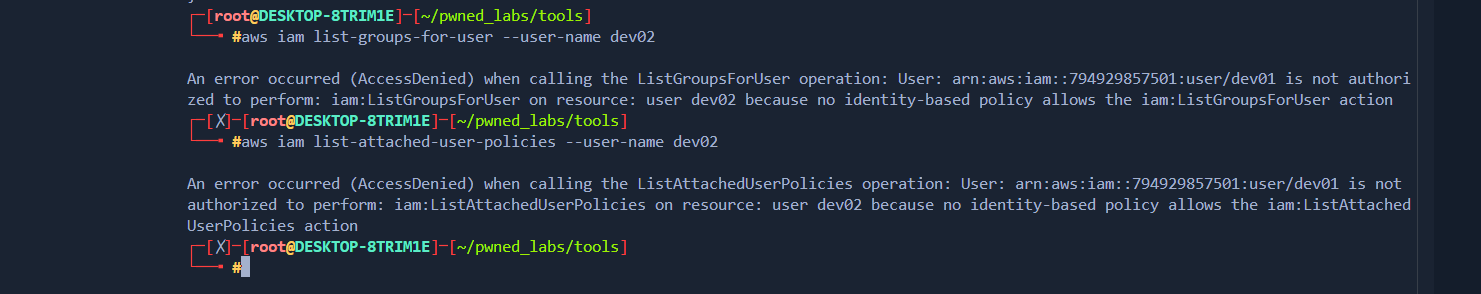 ┌─[root@DESKTOP-8TRIM1E]─[~/pwned_labs/tools]
└──╼ #aws iam list-groups-for-user --user-name dev02
An error occurred (AccessDenied) when calling the ListGroupsForUser operation: User: arn:aws:iam::794929857501:user/dev01 is not authori
zed to perform: iam:ListGroupsForUser on resource: user dev02 because no identity-based policy allows the iam:ListGroupsForUser action
┌─[✗]─[root@DESKTOP-8TRIM1E]─[~/pwned_labs/tools]
└──╼ #aws iam list-attached-user-policies --user-name dev02
An error occurred (AccessDenied) when calling the ListAttachedUserPolicies operation: User: arn:aws:iam::794929857501:user/dev01 is not
authorized to perform: iam:ListAttachedUserPolicies on resource: user dev02 because no identity-based policy allows the iam:ListAttached
UserPolicies action
┌─[✗]─[root@DESKTOP-8TRIM1E]─[~/pwned_labs/tools]
└──╼ #